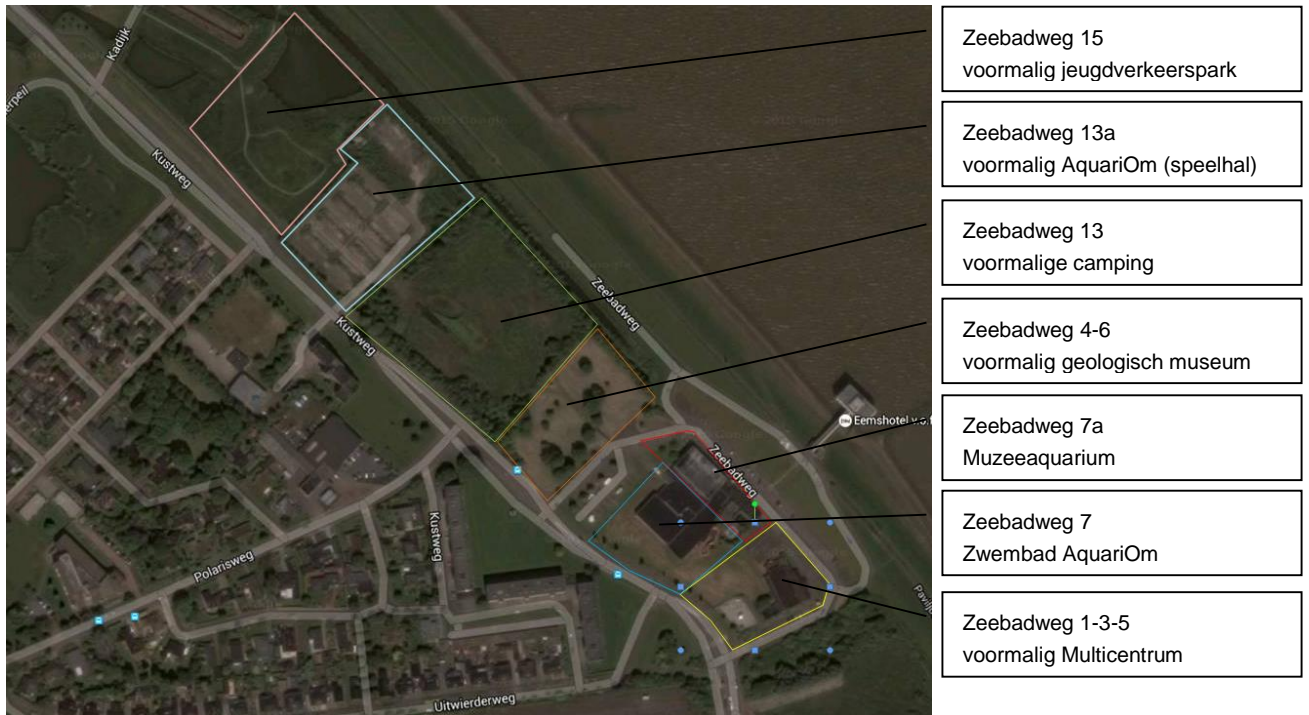 Zeebadweg 15
voormalig jeugdverkeerspark
Zeebadweg 13a
voormalig AquariOm (speelhal)
Zeebadweg 13
voormalige camping
Zeebadweg 4-6
voormalig geologisch museum
Zeebadweg 7a
Muzeeaquarium
Zeebadweg 7
Zwembad AquariOm
Zeebadweg 1-3-5
voormalig Multicentrum
Kadijk
Kustweg
Zeebadweg
Kustweg
Eemshotel v.o.f
Zeebadweg
Kustweg
Polarisweg
Uitwierderweg